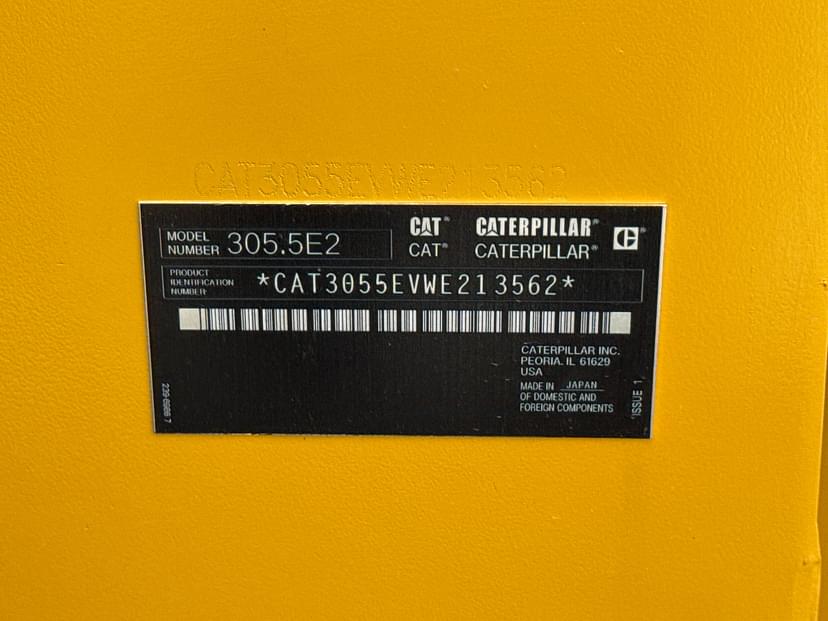 CAT3055EVWE213562
MODEL NUMBER 305.5E2
CAT® CATERPILLAR® C
CAT® CATERPILLAR®
PRODUCT IDENTIFICATION NUMBER *CAT3055EVWE213562*
CATERPILLAR INC.
PEORIA, IL 61629
USA
MADE IN JAPAN
OF DOMESTIC AND
FOREIGN COMPONENTS
ISSUE 1